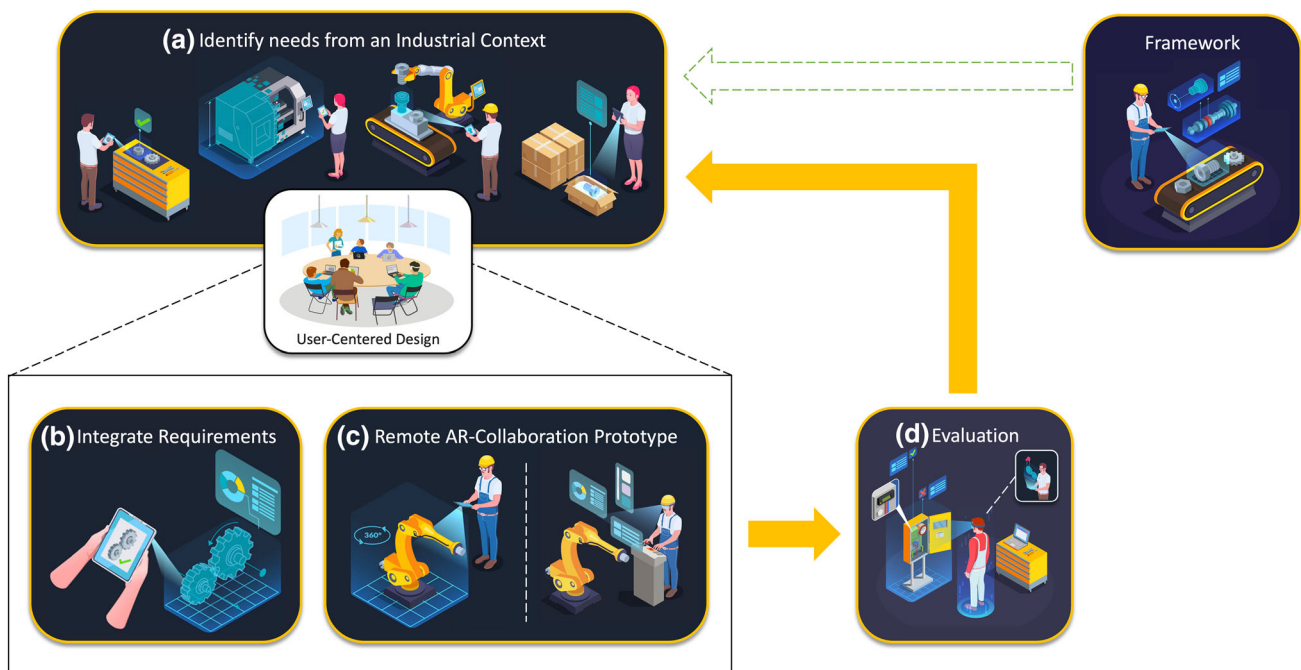 (a) Identify needs from an Industrial Context
Framework
User-Centered Design
(b) Integrate Requirements
(c) Remote AR-Collaboration Prototype
(d) Evaluation
360°